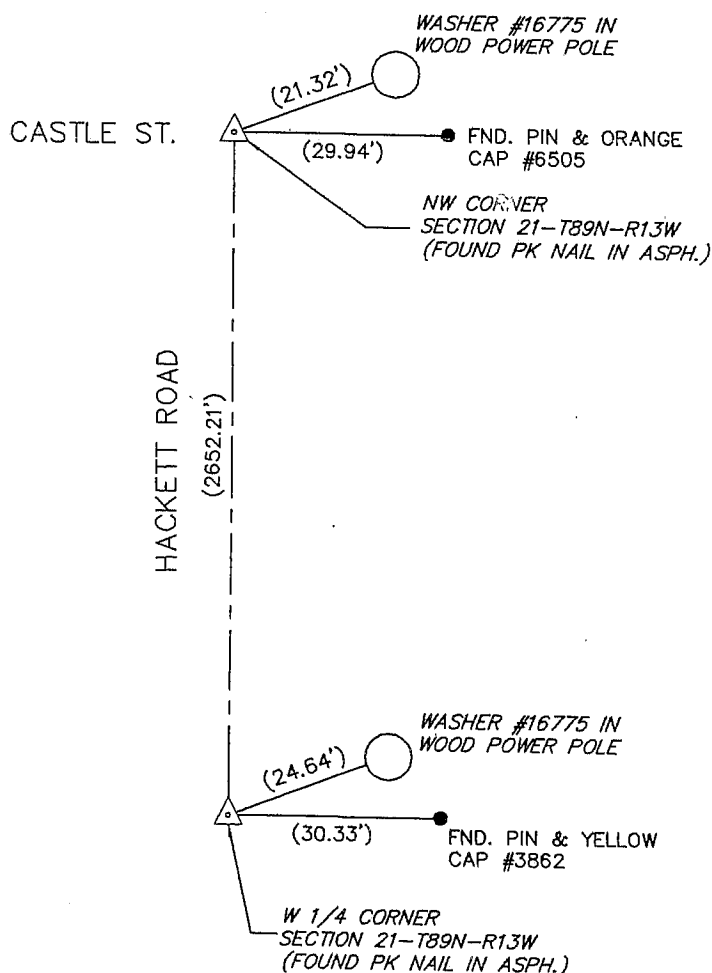 WASHER #16775 IN
WOOD POWER POLE
(21.32')
CASTLE ST.
(29.94')
FND. PIN & ORANGE
CAP #6505
NW CORNER
SECTION 21-T89N-R13W
(FOUND PK NAIL IN ASPH.)
HACKETT ROAD
(2652.21')
WASHER #16775 IN
WOOD POWER POLE
(24.64')
(30.33')
FND. PIN & YELLOW
CAP #3862
W 1/4 CORNER
SECTION 21-T89N-R13W
(FOUND PK NAIL IN ASPH.)